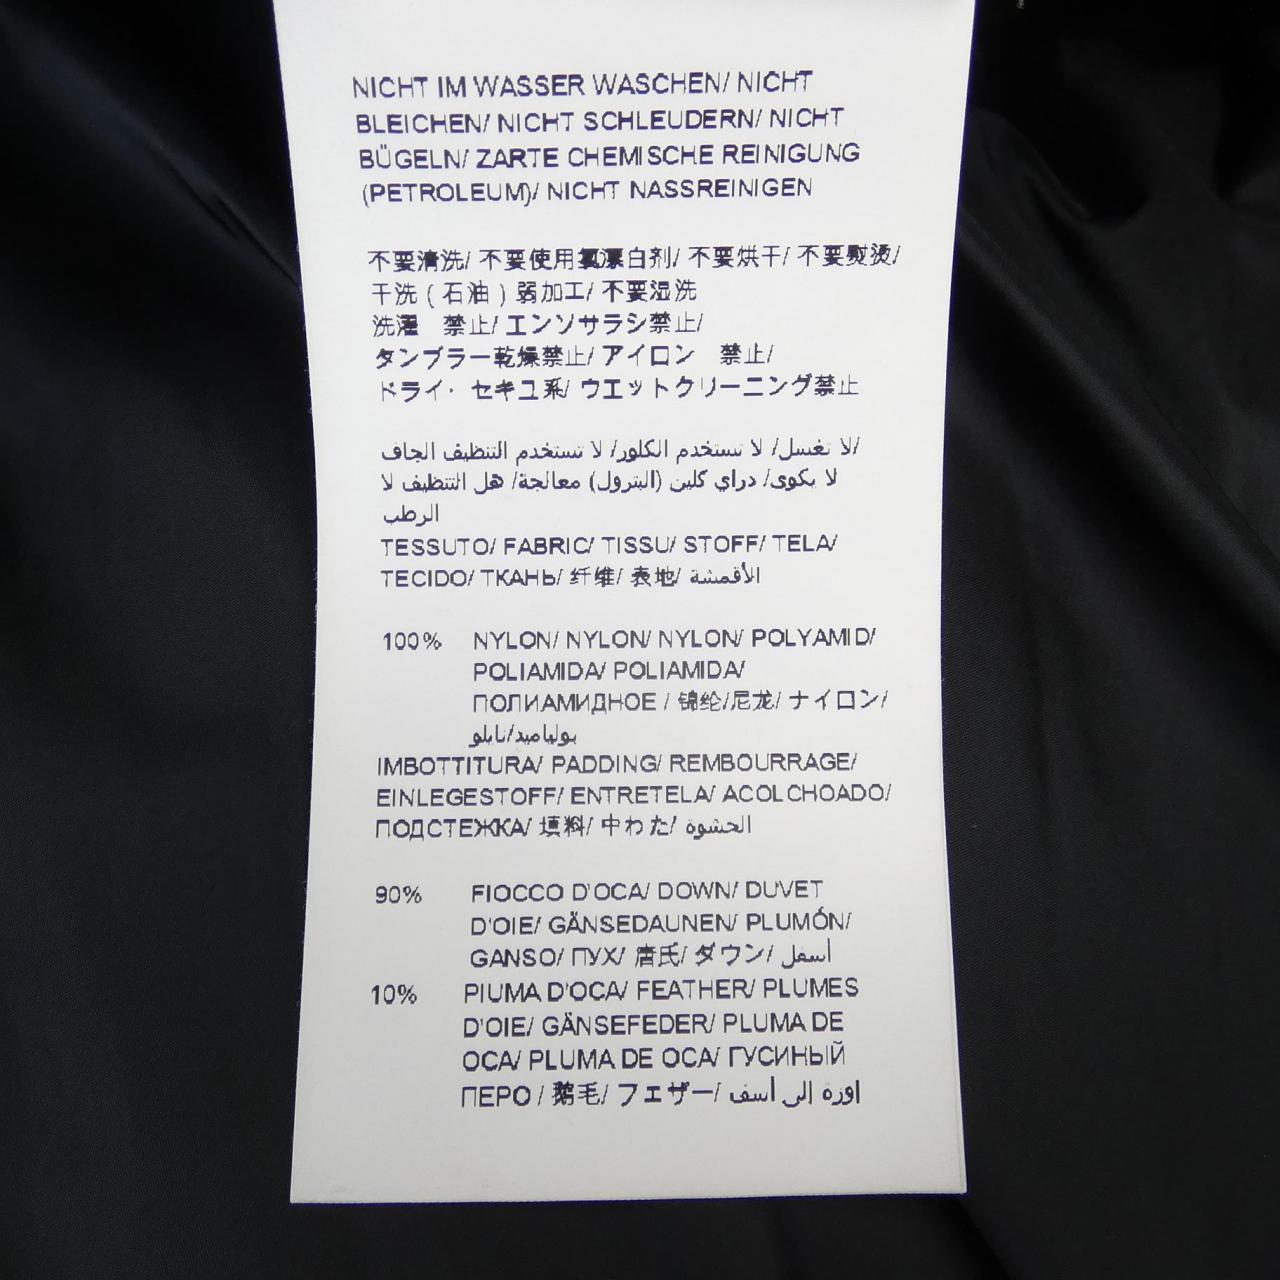 NICHT IM WASSER WASCHEN/ NICHT
BLEICHEN/ NICHT SCHLEUDERN/ NICHT
BÜGELN/ ZARTE CHEMISCHE REINIGUNG
(PETROLEUM)/ NICHT NASSREINIGEN
不要清洗/ 不要使用氯漂白剂/ 不要烘干/ 不要熨烫/
干洗（石油）弱加工/ 不要湿洗
洗濯　禁止/ エンソサラシ禁止/
タンブラー乾燥禁止/ アイロン　禁止/
ドライ・セキユ系/ ウエットクリーニング禁止
لا تغسل/ لا تستخدم الكلور/ لا تستخدم التنظيف الجاف/
لا يكوى/ دراي كلين (البترول) معالجة/ هل التنظيف لا
الرطب
TESSUTO/ FABRIC/ TISSU/ STOFF/ TELA/
TECIDO/ ТКАНЬ/ 纤维/ 表地/ الأقمشة
100% NYLON/ NYLON/ NYLON/ POLYAMID/
POLIAMIDA/ POLIAMIDA/
ПОЛИАМИДНОЕ / 锦纶/尼龙/ ナイロン/
بولياميد/نايلو
IMBOTTITURA/ PADDING/ REMBOURRAGE/
EINLEGESTOFF/ ENTRETELA/ ACOLCHOADO/
ПОДСТЕЖКА/ 填料/ 中わた/ الحشوة
90% FIOCCO D'OCA/ DOWN/ DUVET
D'OIE/ GÄNSEDAUNEN/ PLUMÓN/
GANSO/ ПУХ/ 唐氏/ ダウン/ أسفل
10% PIUMA D'OCA/ FEATHER/ PLUMES
D'OIE/ GÄNSEFEDER/ PLUMA DE
OCA/ PLUMA DE OCA/ ГУСИНЫЙ
ПЕРО / 鹅毛/ フェザー/ اوزة إلى أسف